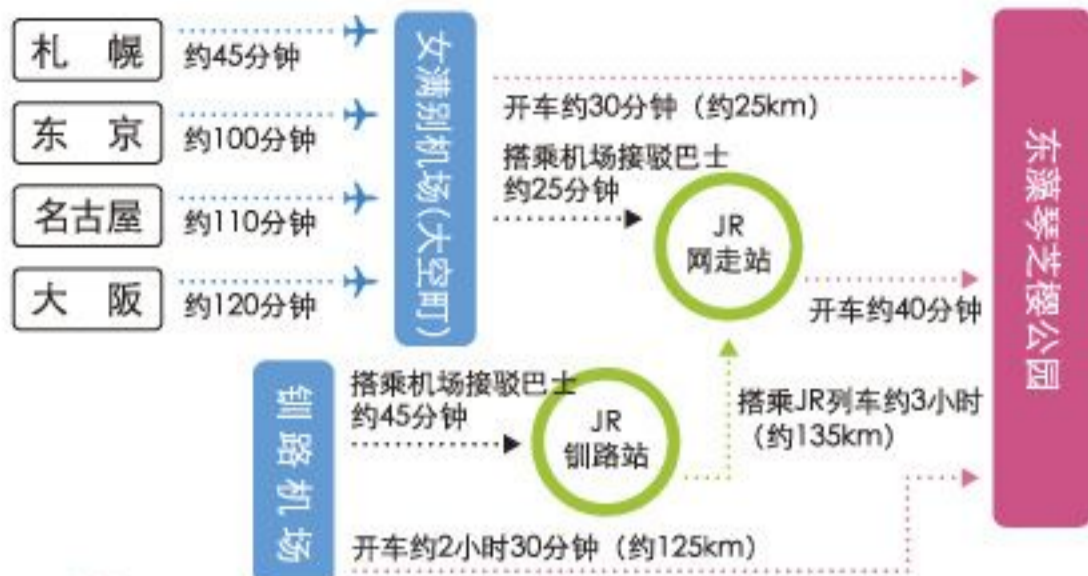 札 幌
约45分钟
东 京
约100分钟
名古屋
约110分钟
大 阪
约120分钟
女满别机场(大空町)
开车约30分钟（约25km）
搭乘机场接驳巴士
约25分钟
JR
网走站
开车约40分钟
东藻琴芝樱公园
钏路机场
搭乘机场接驳巴士
约45分钟
JR
钏路站
搭乘JR列车约3小时
（约135km）
开车约2小时30分钟（约125km）